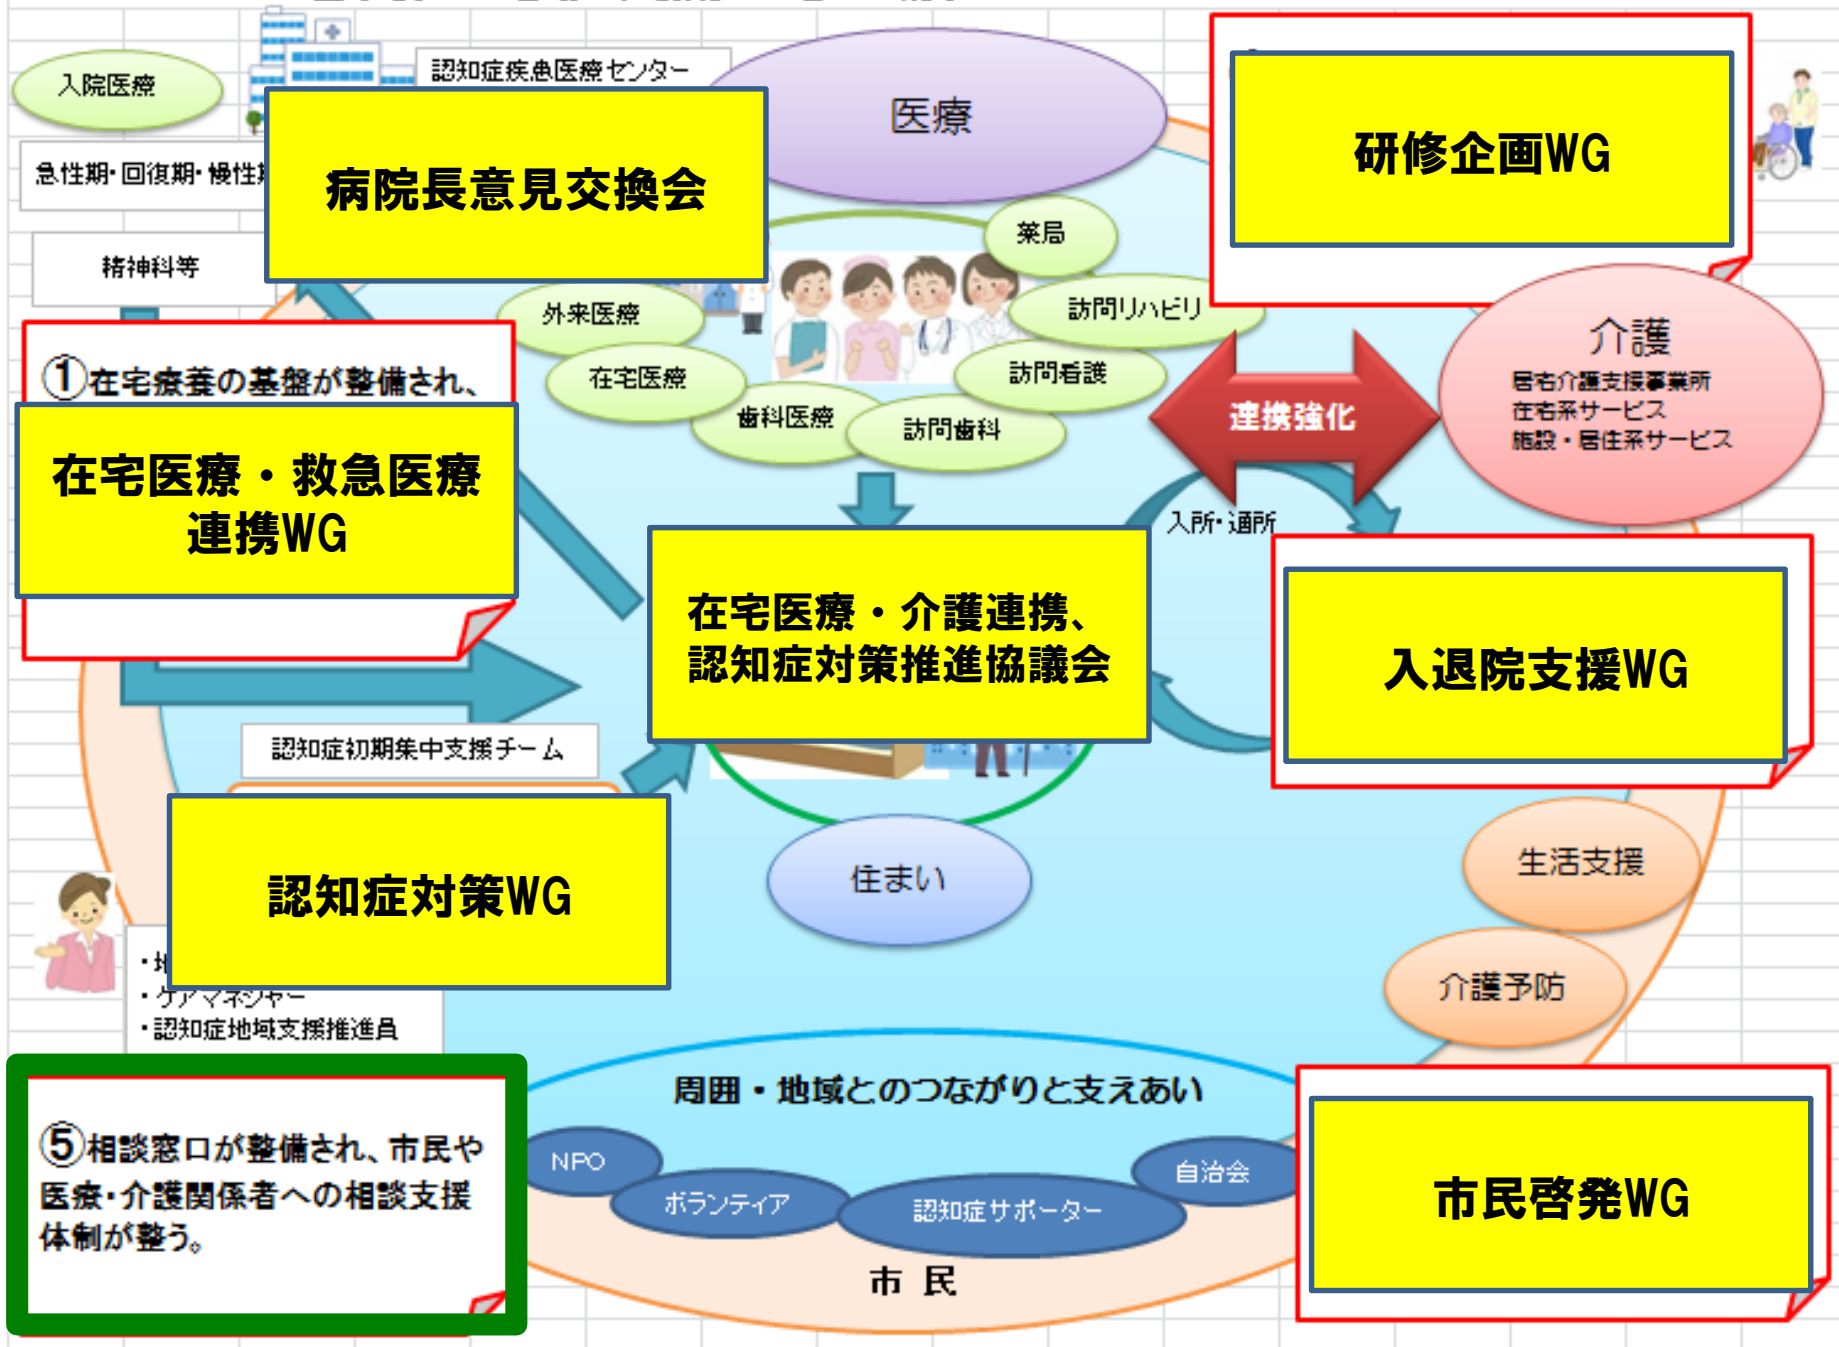 入院医療
認知症疾患医療センター
医療
急性期・回復期・慢性
精神科等
病院長意見交換会
研修企画WG
薬局
訪問リハビリ
訪問看護
訪問歯科
歯科医療
在宅医療
外来医療
介護
居宅介護支援事業所
在宅系サービス
施設・居住系サービス
連携強化
入所・通所
①在宅療養の基盤が整備され、
在宅医療・救急医療
連携WG
在宅医療・介護連携、
認知症対策推進協議会
入退院支援WG
認知症初期集中支援チーム
認知症対策WG
住まい
生活支援
介護予防
・ケアマネジャー
・認知症地域支援推進員
周囲・地域とのつながりと支えあい
NPO
ボランティア
認知症サポーター
自治会
市 民
⑤相談窓口が整備され、市民や
医療・介護関係者への相談支援
体制が整う。
市民啓発WG